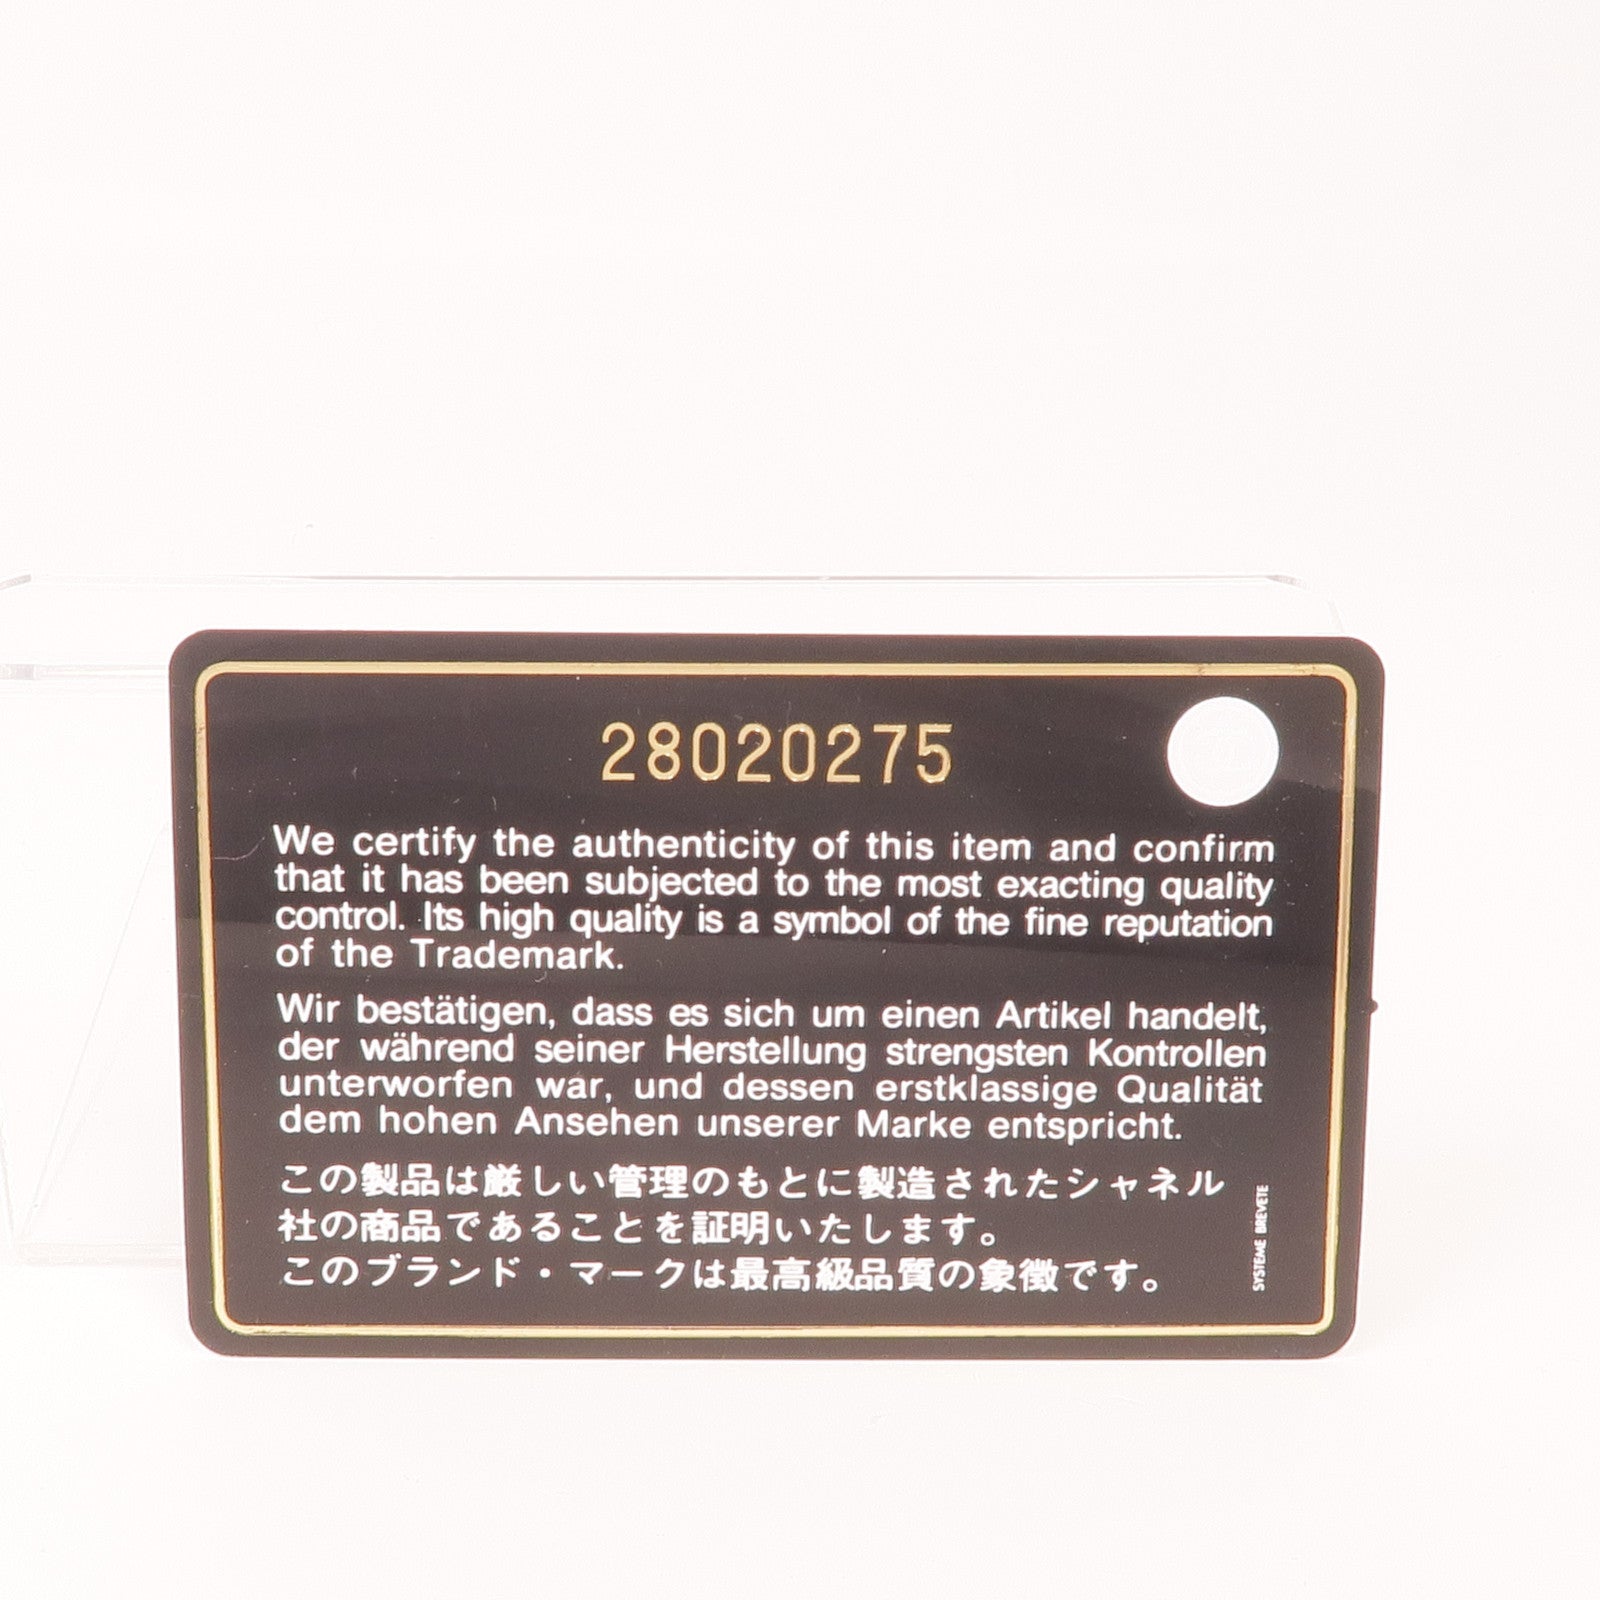 28020275
We certify the authenticity of this item and confirm
that it has been subjected to the most exacting quality
control. Its high quality is a symbol of the fine reputation
of the Trademark.
Wir bestätigen, dass es sich um einen Artikel handelt,
der während seiner Herstellung strengsten Kontrollen
unterworfen war, und dessen erstklassige Qualität
dem hohen Ansehen unserer Marke entspricht.
この製品は厳しい管理のもとに製造されたシャネル
社の商品であることを証明いたします。
このブランド・マークは最高級品質の象徴です。
SYSTEME BREVETE